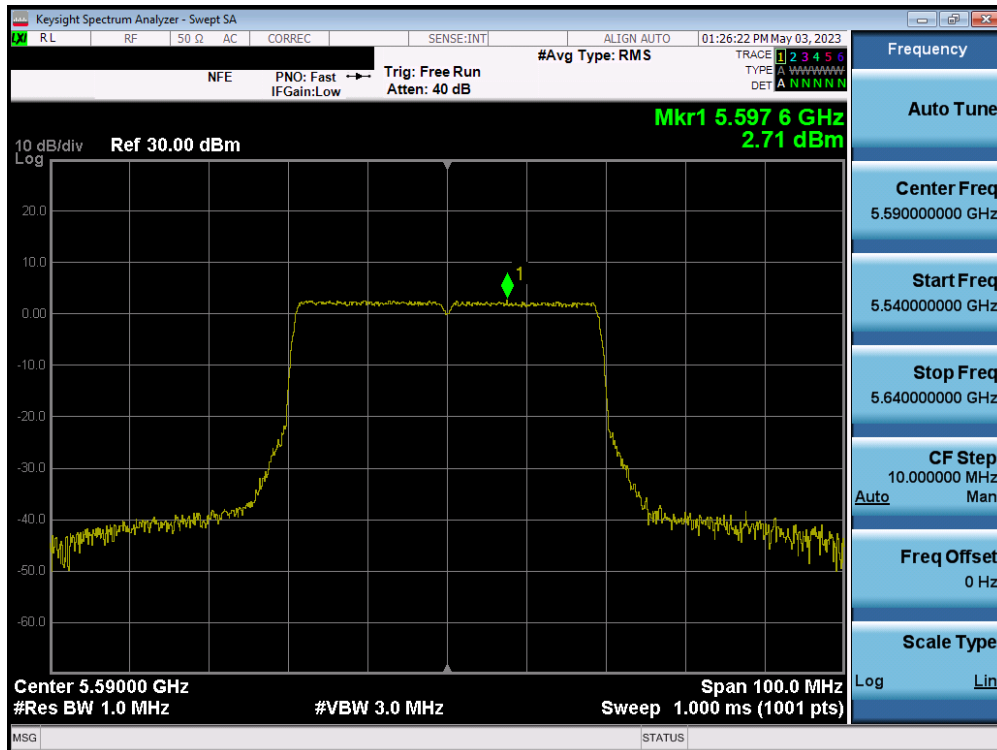 Keysight Spectrum Analyzer - Swept SA
LXI RL RF 50 Ω AC CORREC SENSE:INT ALIGN AUTO 01:26:22 PM May 03, 2023
#Avg Type: RMS TRACE 1 2 3 4 5 6
NFE PNO: Fast Trig: Free Run TYPE A WWWWW
IFGain:Low Atten: 40 dB DET A N N N N N
Mkr1 5.597 6 GHz
2.71 dBm
10 dB/div Ref 30.00 dBm
Log
20.0
10.0
1
0.00
-10.0
-20.0
-30.0
-40.0
-50.0
-60.0
Center 5.59000 GHz Span 100.0 MHz
#Res BW 1.0 MHz #VBW 3.0 MHz Sweep 1.000 ms (1001 pts)
MSG STATUS
Frequency
Auto Tune
Center Freq
5.590000000 GHz
Start Freq
5.540000000 GHz
Stop Freq
5.640000000 GHz
CF Step
10.000000 MHz
Auto Man
Freq Offset
0 Hz
Scale Type
Log Lin